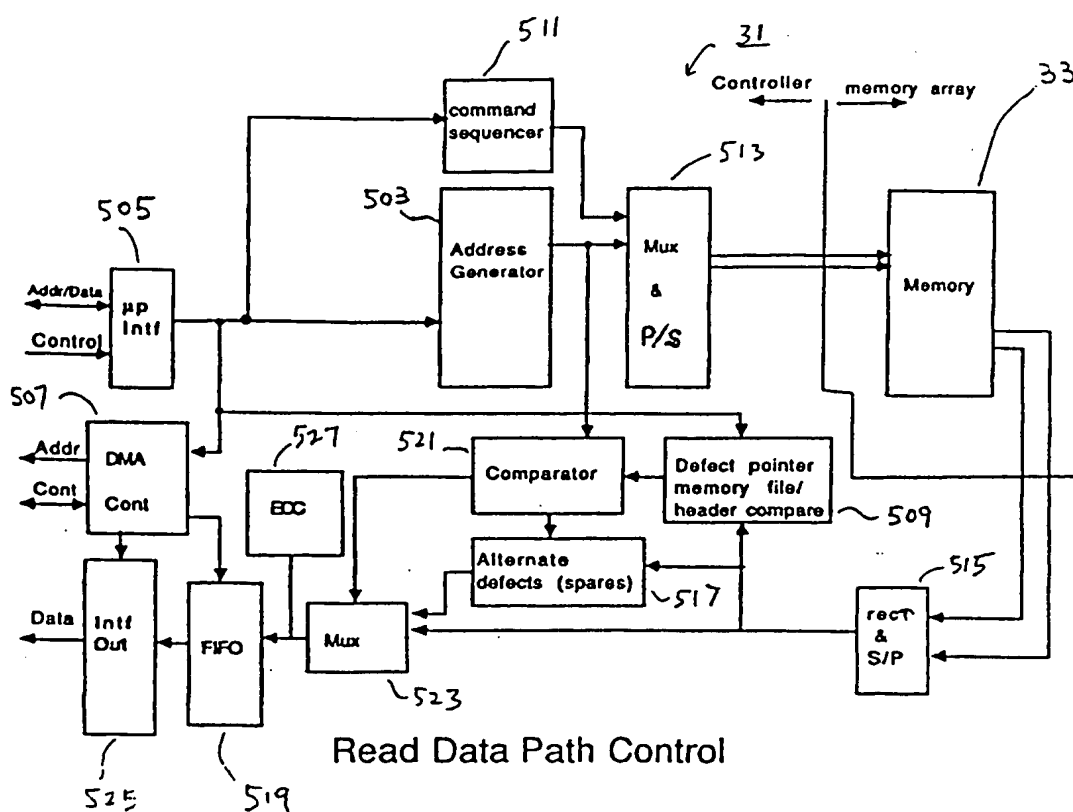 511
31
Controller
memory array
33
command
sequencer
513
503
505
Address
Generator
Mux
&
P/S
Memory
Addr/Data
µp
Intf
Control
507
Addr
DMA
Cont
Cont
527
ECC
521
Comparator
Defect pointer
memory file/
header compare
509
Alternate
defects (spares)
517
515
rect
&
S/P
Data
Intf
Out
FIFO
Mux
523
525
519
Read Data Path Control